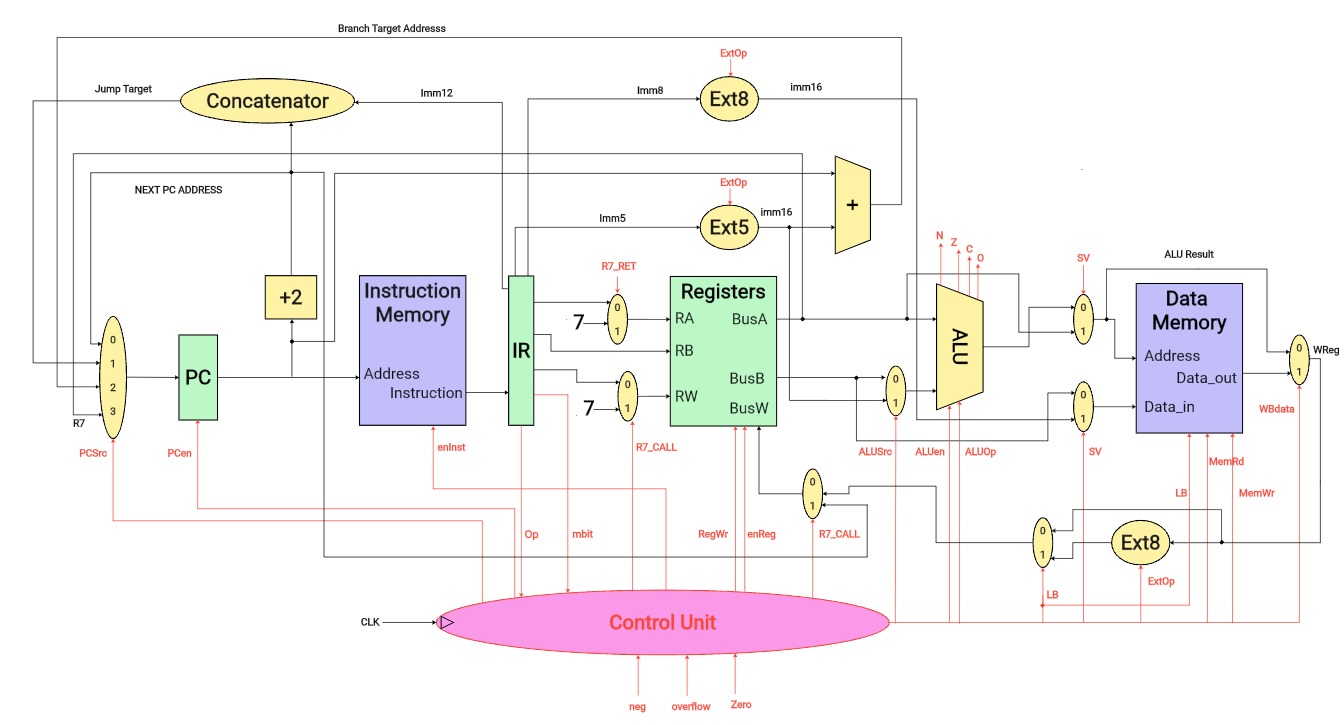 Branch Target Addresss
ExtOp
Jump Target
Concatenator
Imm12
Imm8
Ext8
imm16
NEXT PC ADDRESS
ExtOp
Imm5
Ext5
imm16
+
N
Z
C
O
R7_RET
SV
ALU Result
+2
Instruction
Memory
Address
Instruction
IR
0
1
7
Registers
RA
BusA
RB
BusB
RW
BusW
0
1
7
ALU
0
1
0
1
0
1
Data
Memory
Address
Data_out
Data_in
0
1
WReg
0
1
2
3
PC
R7
PCSrc
PCen
enInst
R7_CALL
ALUSrc
ALUen
ALUOp
SV
WBdata
MemRd
LB
MemWr
0
1
Op
mbit
RegWr
enReg
R7_CALL
0
1
Ext8
ExtOp
LB
CLK
Control Unit
neg
overflow
Zero